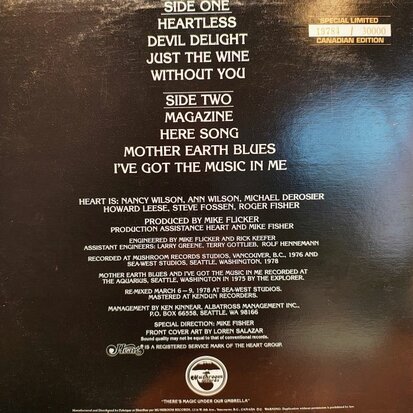 SIDE ONE
HEARTLESS
DEVIL DELIGHT
JUST THE WINE
WITHOUT YOU
SPECIAL LIMITED
/ 30000
CANADIAN EDITION
SIDE TWO
MAGAZINE
HERE SONG
MOTHER EARTH BLUES
I'VE GOT THE MUSIC IN ME
HEART IS: NANCY WILSON, ANN WILSON, MICHAEL DEROSIER
HOWARD LEESE, STEVE FOSSEN, ROGER FISHER
PRODUCED BY MIKE FLICKER
PRODUCTION ASSISTANCE HEART AND MIKE FISHER
ENGINEERED BY MIKE FLICKER AND RICK KEEFER
ASSISTANT ENGINEERS: LARRY GREENE, TERRY GOTTLIEB, ROLF HENNEMANN
RECORDED AT MUSHROOM RECORDS STUDIOS, VANCOUVER, B.C., 1976 AND
SEA-WEST STUDIOS, SEATTLE, WASHINGTON, 1978
MOTHER EARTH BLUES AND I'VE GOT THE MUSIC IN ME RECORDED AT
THE AQUARIUS, SEATTLE, WASHINGTON IN 1975 BY THE EXPLORER.
RE-MIXED MARCH 6-9, 1978 AT SEA-WEST STUDIOS.
MASTERED AT KENDUN RECORDERS.
MANAGEMENT BY KEN KINNEAR, ALBATROSS MANAGEMENT INC.,
P.O. BOX 66558, SEATTLE, WA 98166
SPECIAL DIRECTION: MIKE FISHER
FRONT COVER ART BY LOREN SALAZAR
Sound quality may not be equal to that of conventional records.
Heart IS A REGISTERED SERVICE MARK OF THE HEART GROUP.
Mushroom
RECORDS
"THERE'S MAGIC UNDER OUR UMBRELLA"